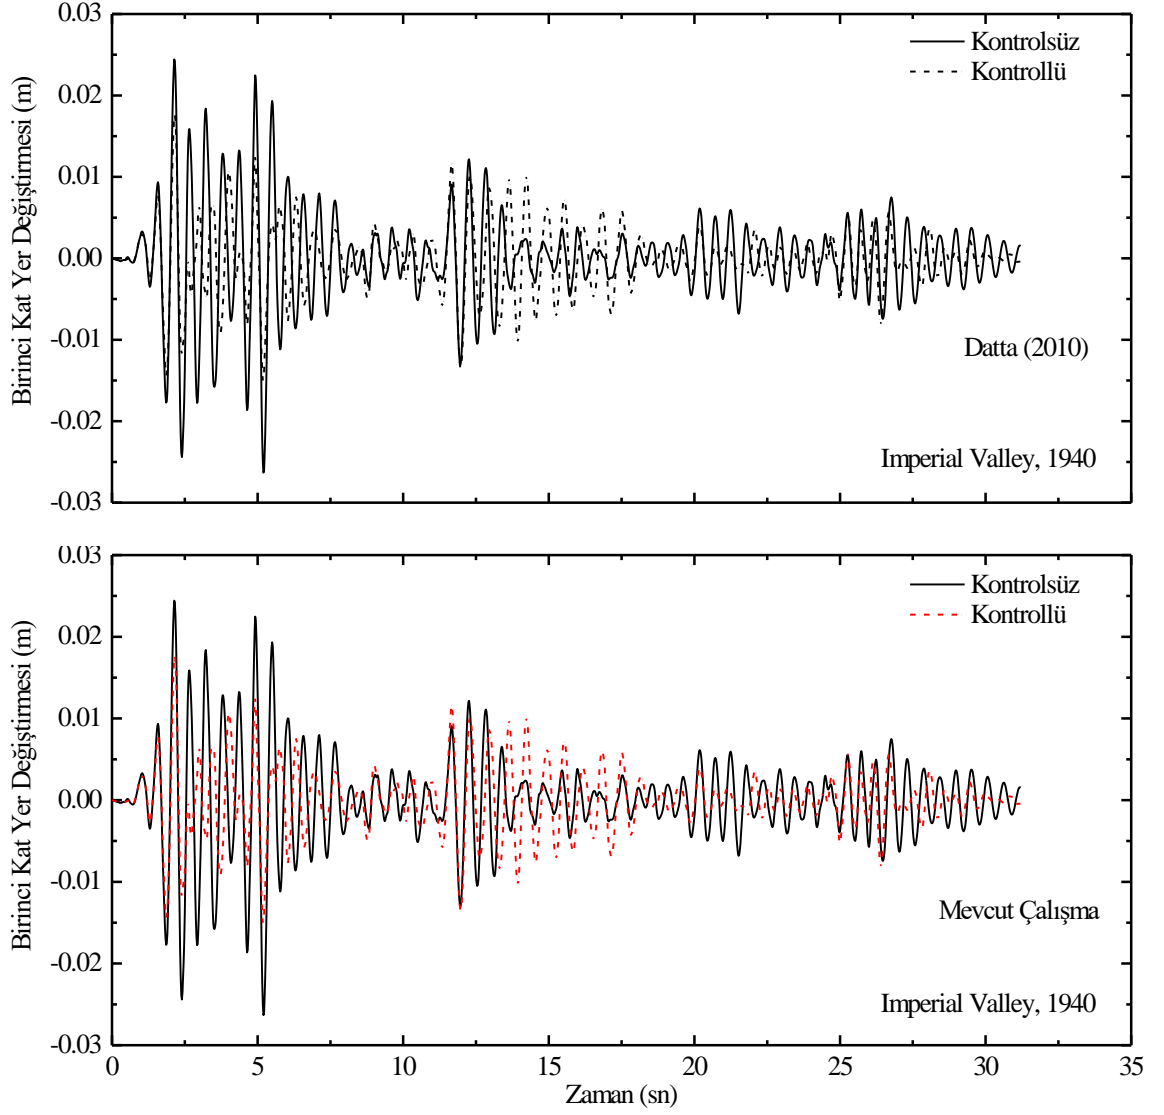 0.03
0.02
0.01
0.00
-0.01
-0.02
-0.03
Birinci Kat Yer Değiştirmesi (m)
Kontrolsüz
Kontrollü
Datta (2010)
Imperial Valley, 1940
0.03
0.02
0.01
0.00
-0.01
-0.02
-0.03
Birinci Kat Yer Değiştirmesi (m)
Kontrolsüz
Kontrollü
Mevcut Çalışma
Imperial Valley, 1940
0 5 10 15 20 25 30 35
Zaman (sn)